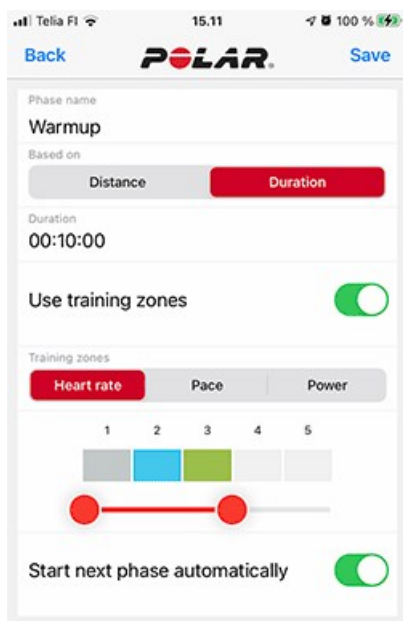 Telia FI 15.11 100 %
Back POLAR. Save
Phase name
Warmup
Based on
Distance Duration
Duration
00:10:00
Use training zones
Training zones
Heart rate Pace Power
1 2 3 4 5
Start next phase automatically